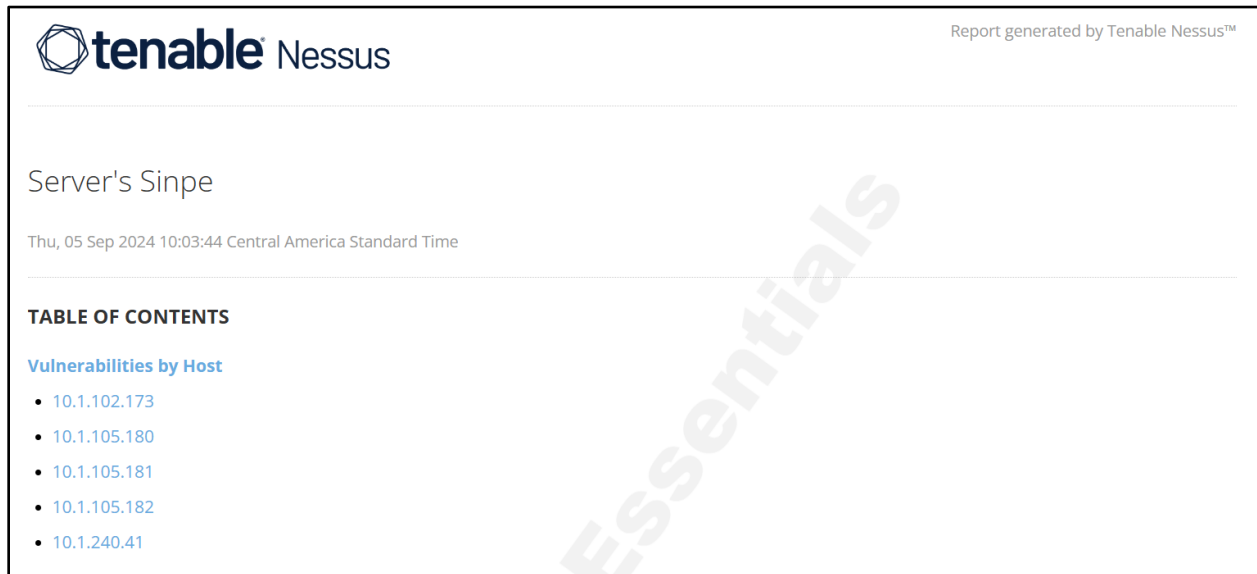 tenable Nessus
Report generated by Tenable Nessus™
Server's Sinpe
Thu, 05 Sep 2024 10:03:44 Central America Standard Time
TABLE OF CONTENTS
Vulnerabilities by Host
• 10.1.102.173
• 10.1.105.180
• 10.1.105.181
• 10.1.105.182
• 10.1.240.41
Essentials